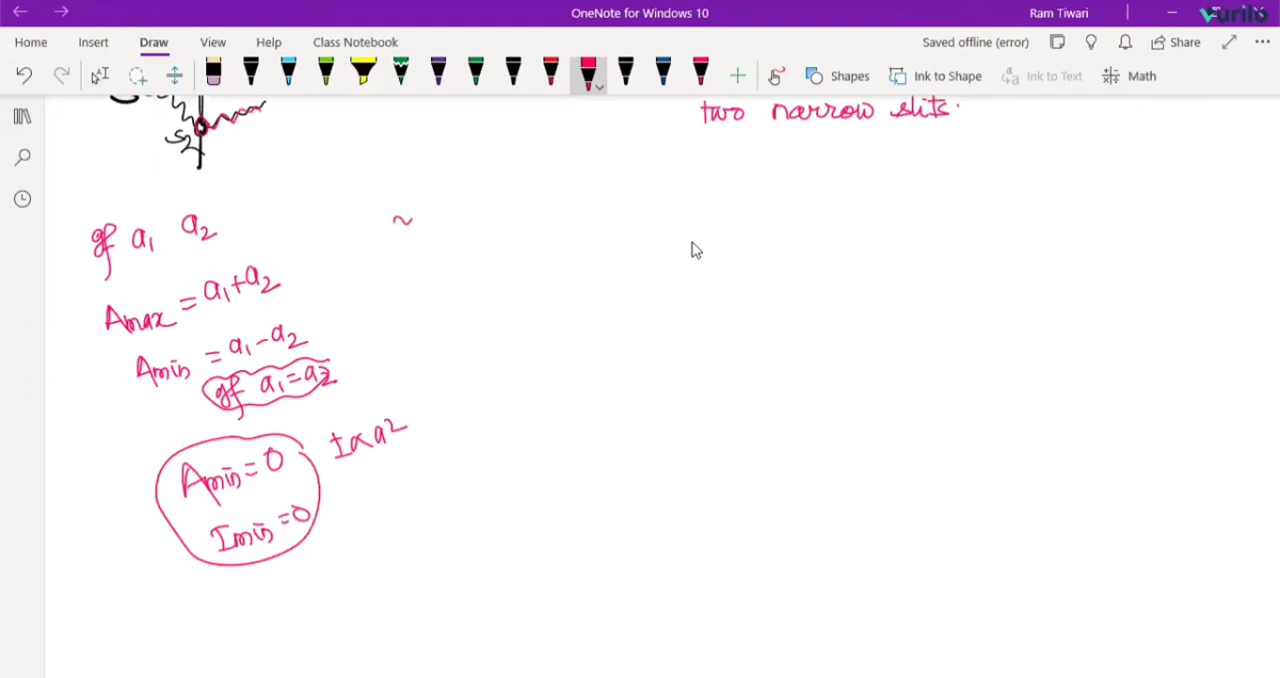 OneNote for Windows 10
Ram Tiwari
Vurilo
Home Insert Draw View Help Class Notebook
Saved offline (error)
Share
Shapes
Ink to Shape
Ink to Text
Math
two narrow slits.
S2
If a1 a2
~
Amax = a1+a2
Amin = a1-a2
If a1=a2
I∝a2
Amin=0
Imin=0